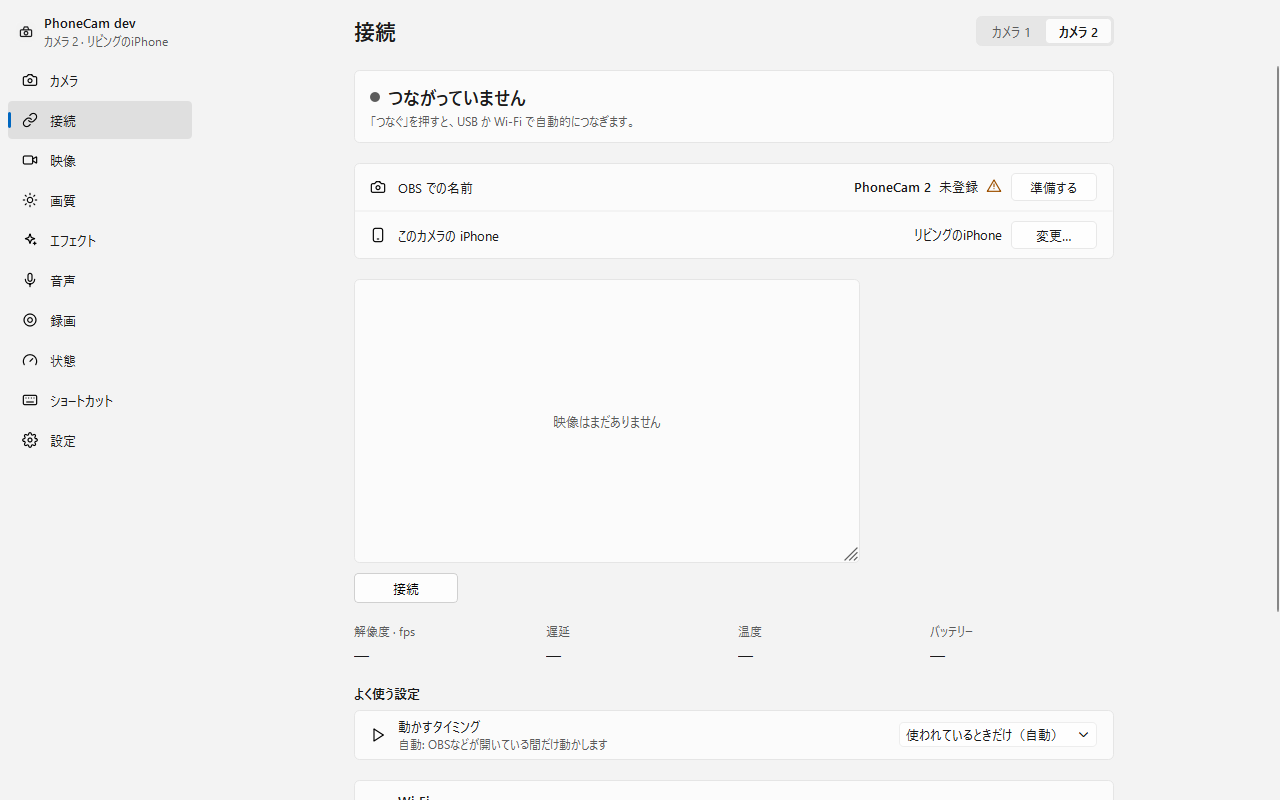 PhoneCam dev
カメラ 2 · リビングのiPhone
カメラ
接続
映像
画質
エフェクト
音声
録画
状態
ショートカット
設定
接続
カメラ 1
カメラ 2
つながっていません
「つなぐ」を押すと、USB か Wi-Fi で自動的につなぎます。
OBS での名前
PhoneCam 2 未登録
準備する
このカメラの iPhone
リビングのiPhone
変更...
映像はまだありません
接続
解像度 · fps
遅延
温度
バッテリー
—
—
—
—
よく使う設定
動かすタイミング
自動: OBSなどが開いている間だけ動かします
使われているときだけ（自動）
Wi-Fi